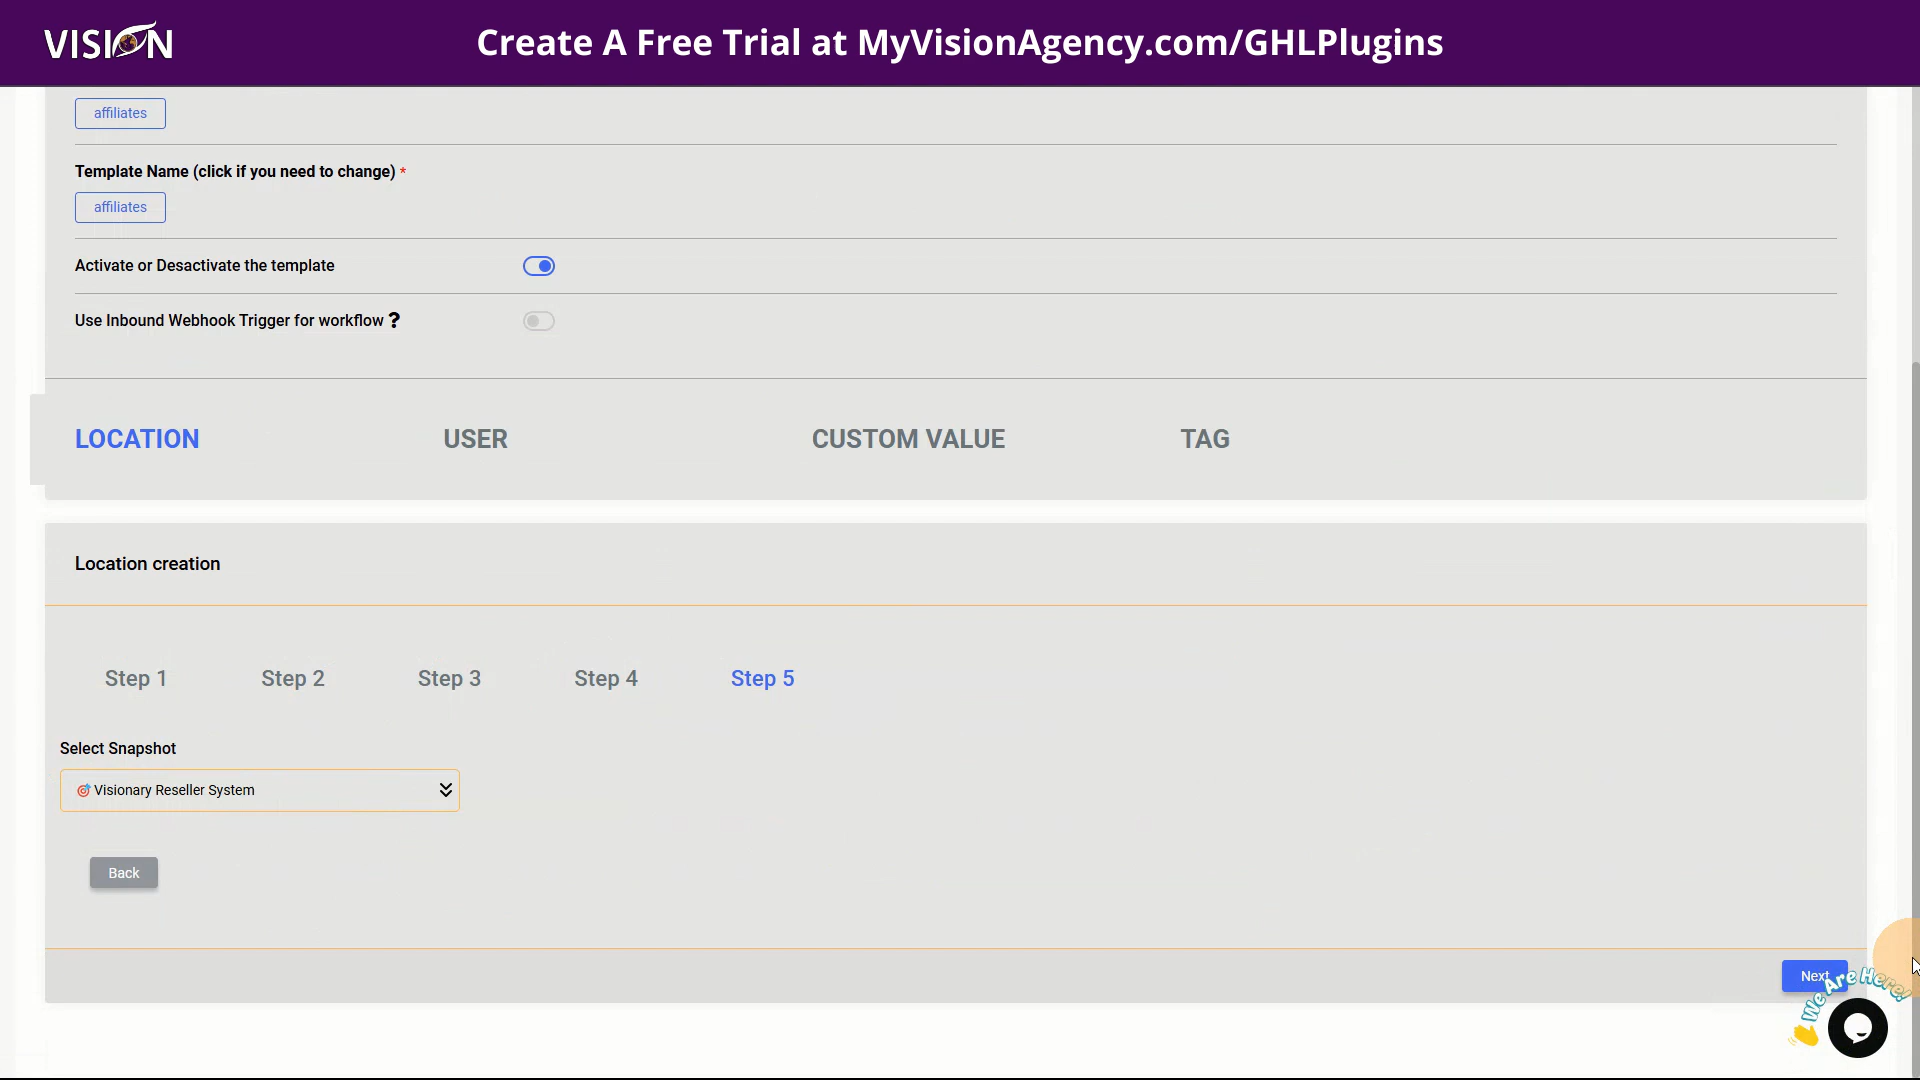 VISION
Create A Free Trial at MyVisionAgency.com/GHLPlugins
affiliates
Template Name (click if you need to change) *
affiliates
Activate or Desactivate the template
Use Inbound Webhook Trigger for workflow ?
LOCATION USER CUSTOM VALUE TAG
Location creation
Step 1 Step 2 Step 3 Step 4 Step 5
Select Snapshot
Visionary Reseller System
Back
Next
We Are Here!